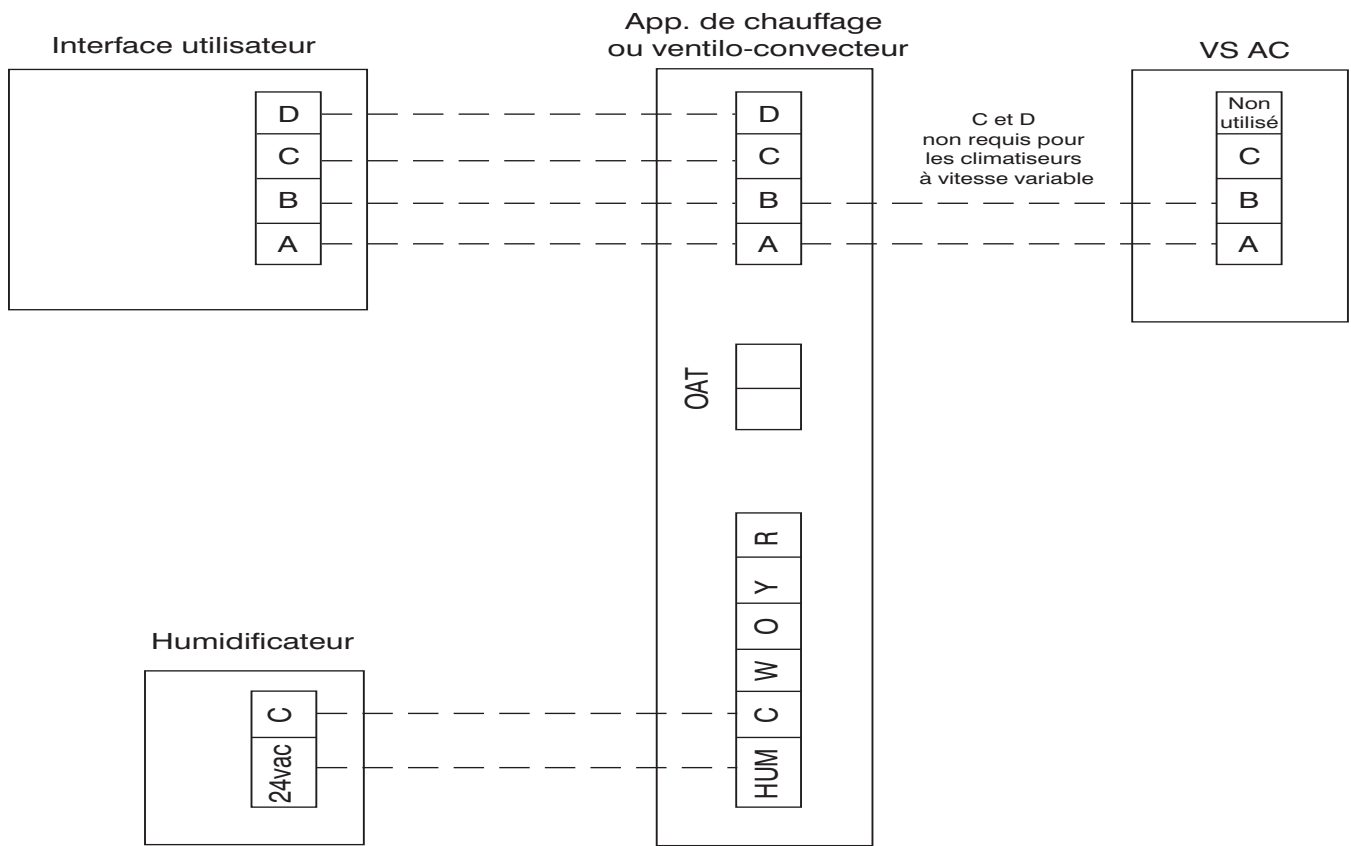 Interface utilisateur
App. de chauffage
ou ventilo-convecteur
VS AC
D
C
B
A
D
C
B
A
C et D
non requis pour
les climatiseurs
à vitesse variable
Non
utilisé
C
B
A
OAT
R
Y
O
W
C
HUM
Humidificateur
C
24vac